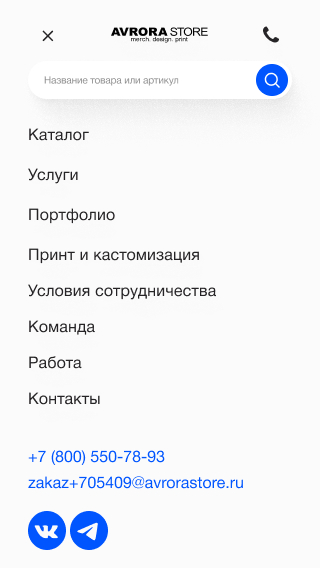 AVRORA STORE
merch. design. print
Название товара или артикул
Каталог
Услуги
Портфолио
Принт и кастомизация
Условия сотрудничества
Команда
Работа
Контакты
+7 (800) 550-78-93
zakaz+705409@avrorastore.ru